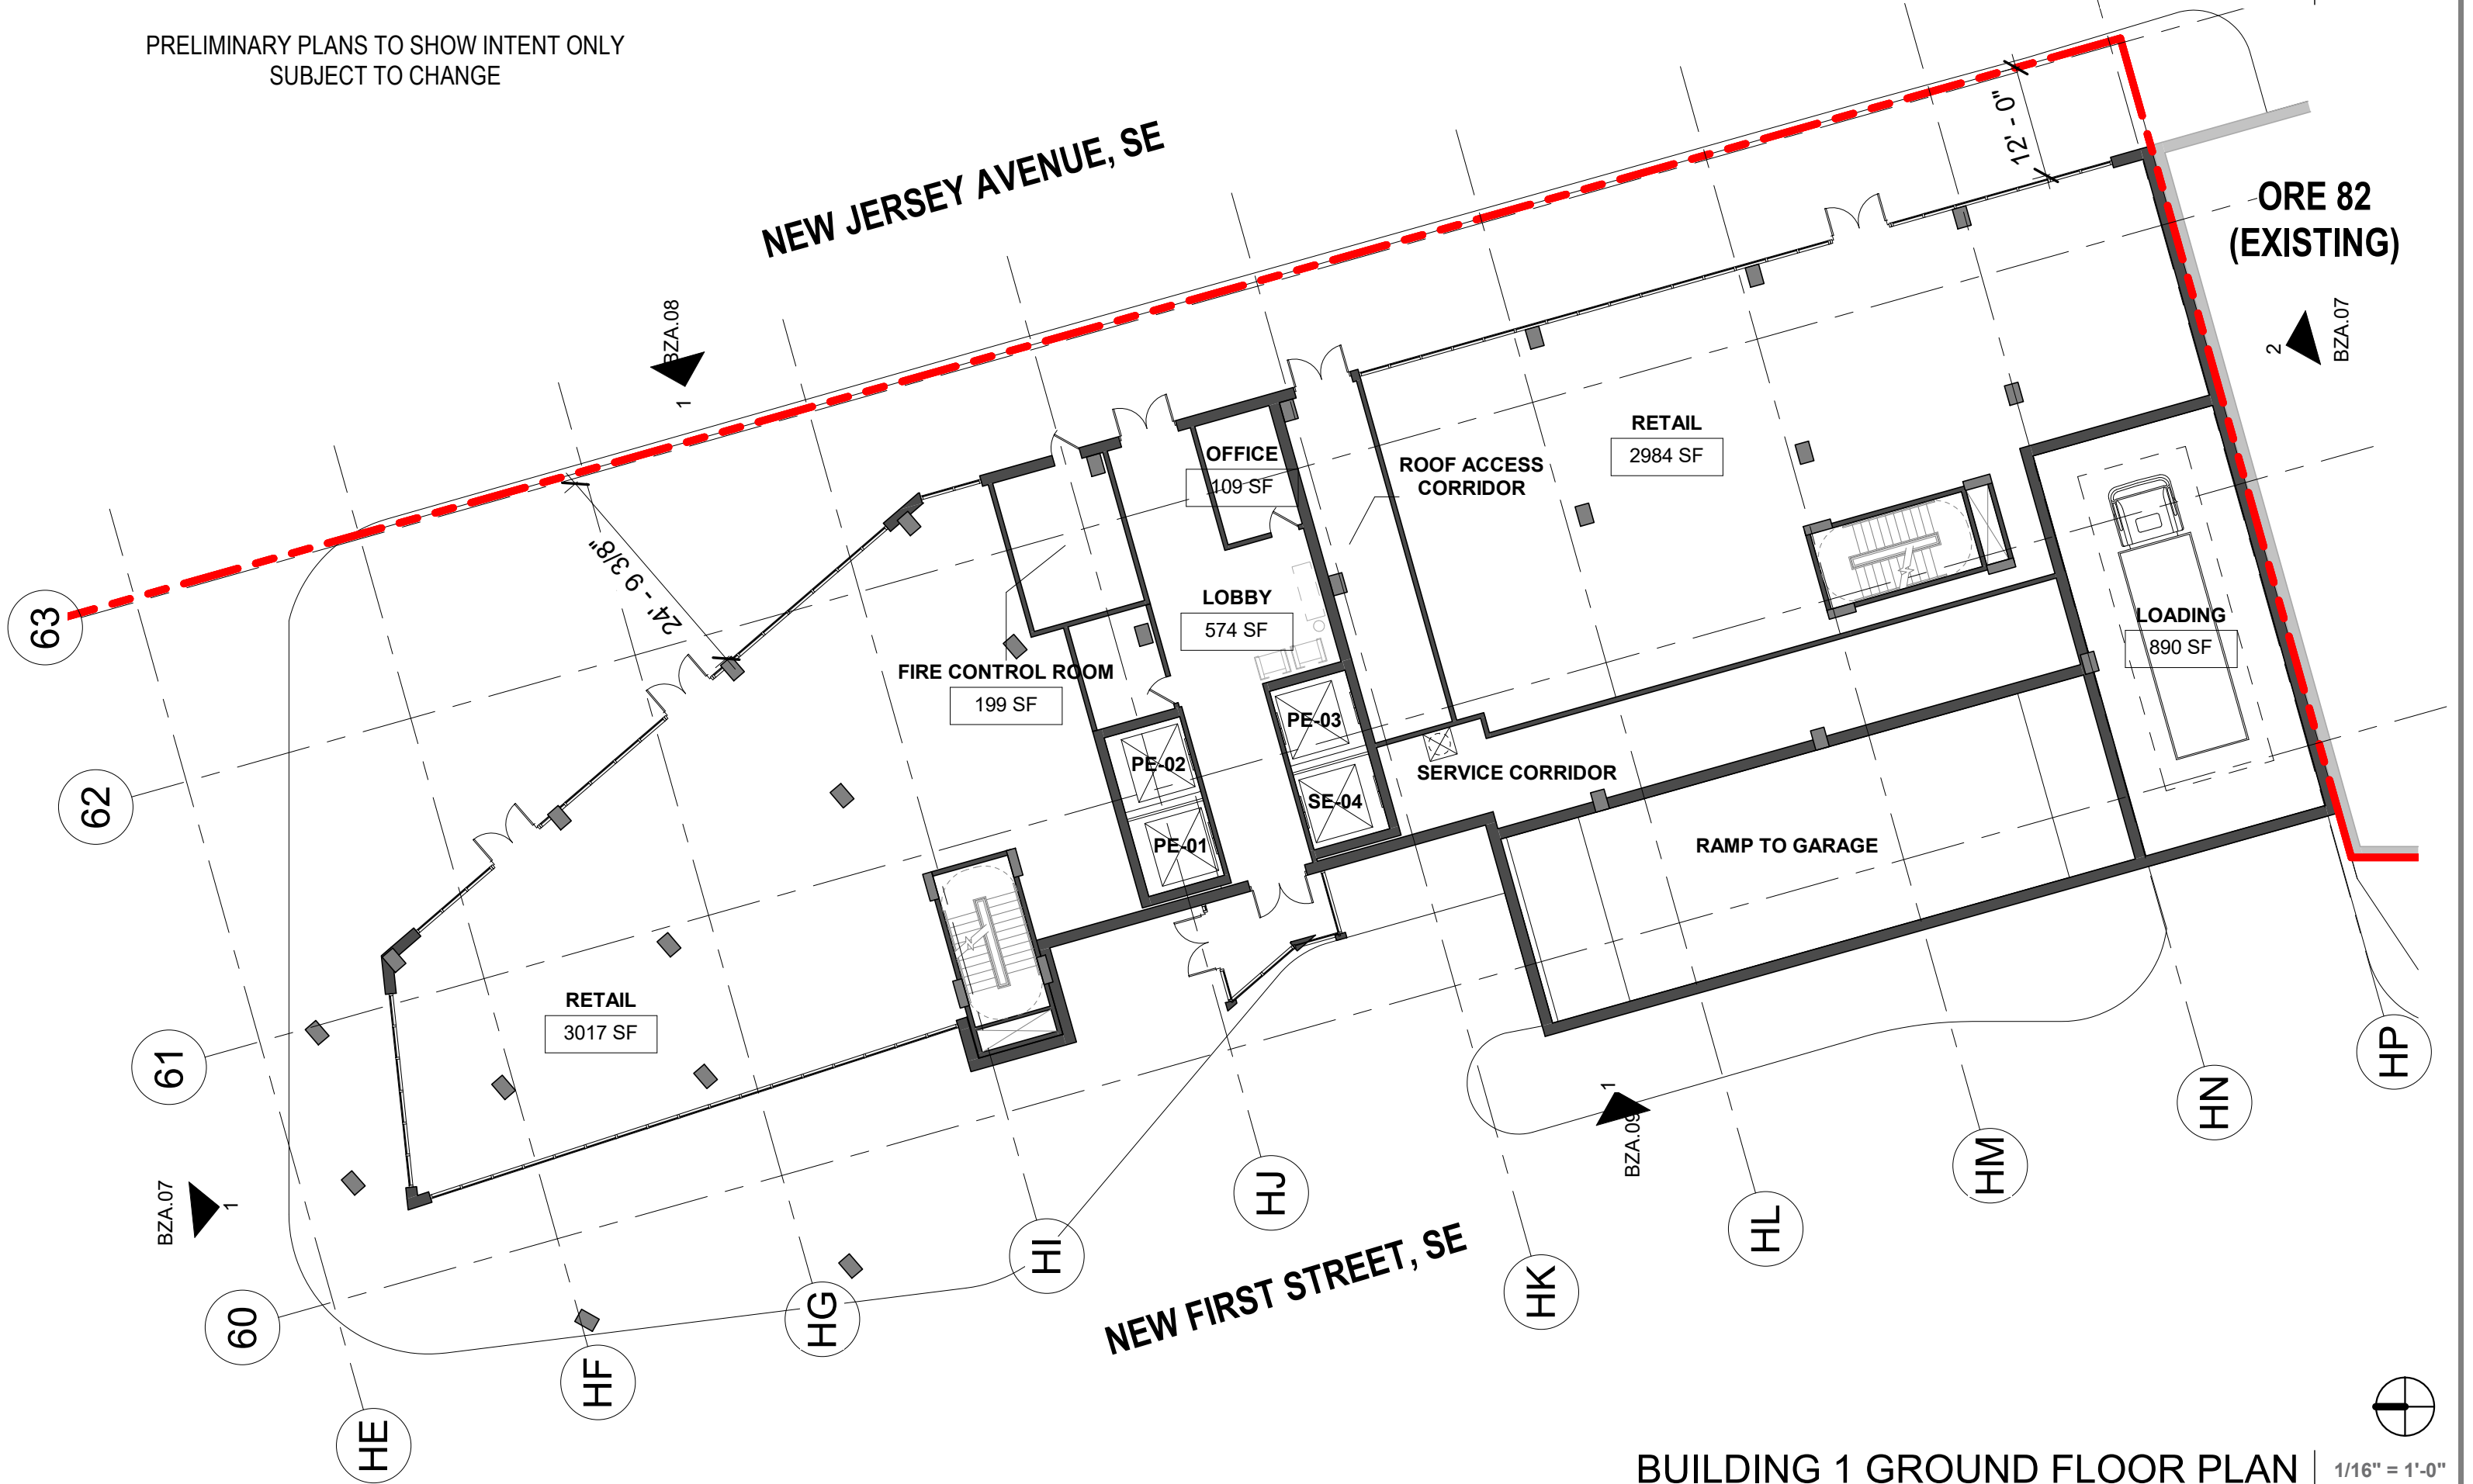 PRELIMINARY PLANS TO SHOW INTENT ONLY
SUBJECT TO CHANGE
NEW JERSEY AVENUE, SE
12' - 0"
ORE 82
(EXISTING)
BZA.08
1
2
BZA.07
24' - 9 3/8"
OFFICE
109 SF
ROOF ACCESS
CORRIDOR
RETAIL
2984 SF
LOBBY
574 SF
LOADING
890 SF
FIRE CONTROL ROOM
199 SF
PE-03
PE-02
SE-04
PE-01
SERVICE CORRIDOR
RAMP TO GARAGE
RETAIL
3017 SF
63
62
61
60
BZA.07
1
1
BZA.09
NEW FIRST STREET, SE
HE
HF
HG
HI
HJ
HK
HL
HM
HN
HP
BUILDING 1 GROUND FLOOR PLAN
1/16" = 1'-0"